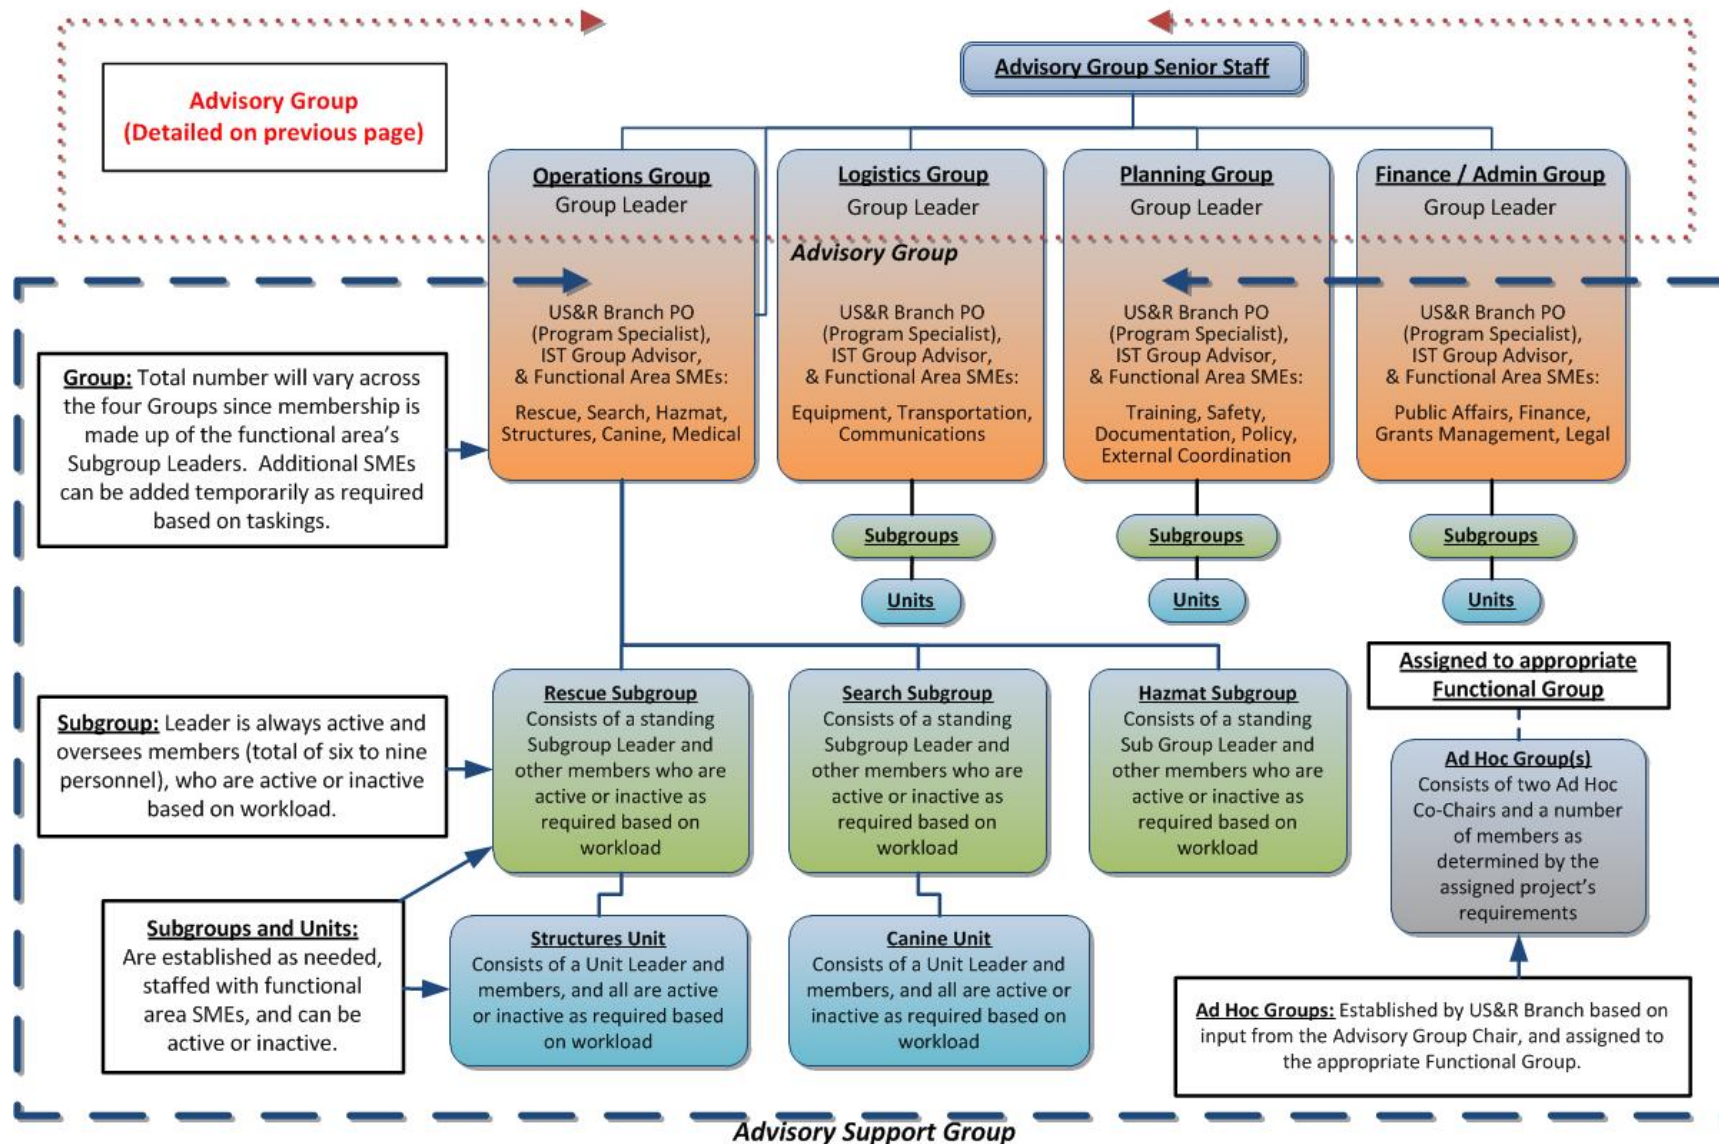 Advisory Group
(Detailed on previous page)
Advisory Group Senior Staff
Operations Group
Group Leader
US&R Branch PO
(Program Specialist),
IST Group Advisor,
& Functional Area SMEs:
Rescue, Search, Hazmat,
Structures, Canine, Medical
Logistics Group
Group Leader
Advisory Group
US&R Branch PO
(Program Specialist),
IST Group Advisor,
& Functional Area SMEs:
Equipment, Transportation,
Communications
Planning Group
Group Leader
US&R Branch PO
(Program Specialist),
IST Group Advisor,
& Functional Area SMEs:
Training, Safety,
Documentation, Policy,
External Coordination
Finance / Admin Group
Group Leader
US&R Branch PO
(Program Specialist),
IST Group Advisor,
& Functional Area SMEs:
Public Affairs, Finance,
Grants Management, Legal
Group: Total number will vary across
the four Groups since membership is
made up of the functional area's
Subgroup Leaders. Additional SMEs
can be added temporarily as required
based on taskings.
Subgroups
Units
Subgroups
Units
Subgroups
Units
Subgroup: Leader is always active and
oversees members (total of six to nine
personnel), who are active or inactive
based on workload.
Rescue Subgroup
Consists of a standing
Subgroup Leader and
other members who are
active or inactive as
required based on
workload
Search Subgroup
Consists of a standing
Subgroup Leader and
other members who are
active or inactive as
required based on
workload
Hazmat Subgroup
Consists of a standing
Sub Group Leader and
other members who are
active or inactive as
required based on
workload
Assigned to appropriate
Functional Group
Ad Hoc Group(s)
Consists of two Ad Hoc
Co-Chairs and a number
of members as
determined by the
assigned project's
requirements
Subgroups and Units:
Are established as needed,
staffed with functional
area SMEs, and can be
active or inactive.
Structures Unit
Consists of a Unit Leader and
members, and all are active
or inactive as required based
on workload
Canine Unit
Consists of a Unit Leader and
members, and all are active or
inactive as required based on
workload
Ad Hoc Groups: Established by US&R Branch based on
input from the Advisory Group Chair, and assigned to
the appropriate Functional Group.
Advisory Support Group